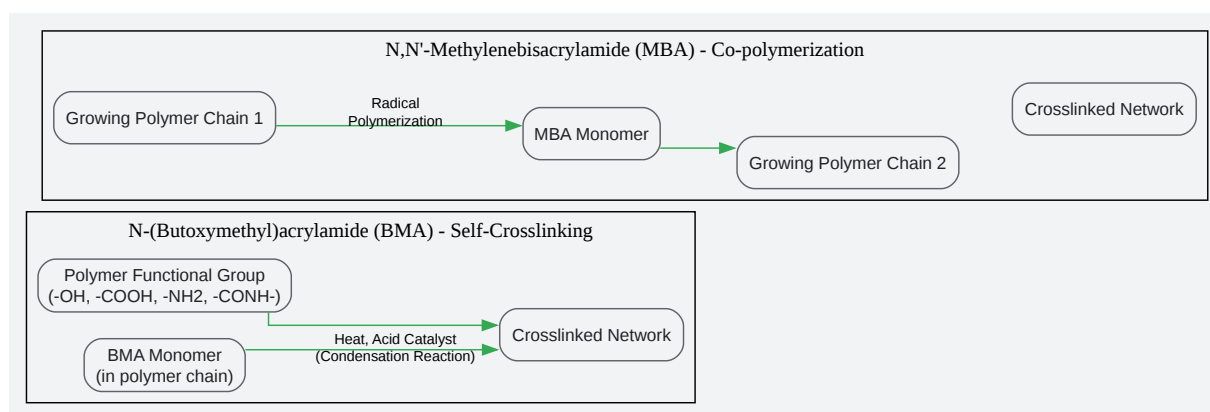 N,N'-Methylenebisacrylamide (MBA) - Co-polymerization
Growing Polymer Chain 1
Radical
Polymerization
MBA Monomer
Growing Polymer Chain 2
Crosslinked Network
N-(Butoxymethyl)acrylamide (BMA) - Self-Crosslinking
Polymer Functional Group
(-OH, -COOH, -NH2, -CONH-)
BMA Monomer
(in polymer chain)
Heat, Acid Catalyst
(Condensation Reaction)
Crosslinked Network